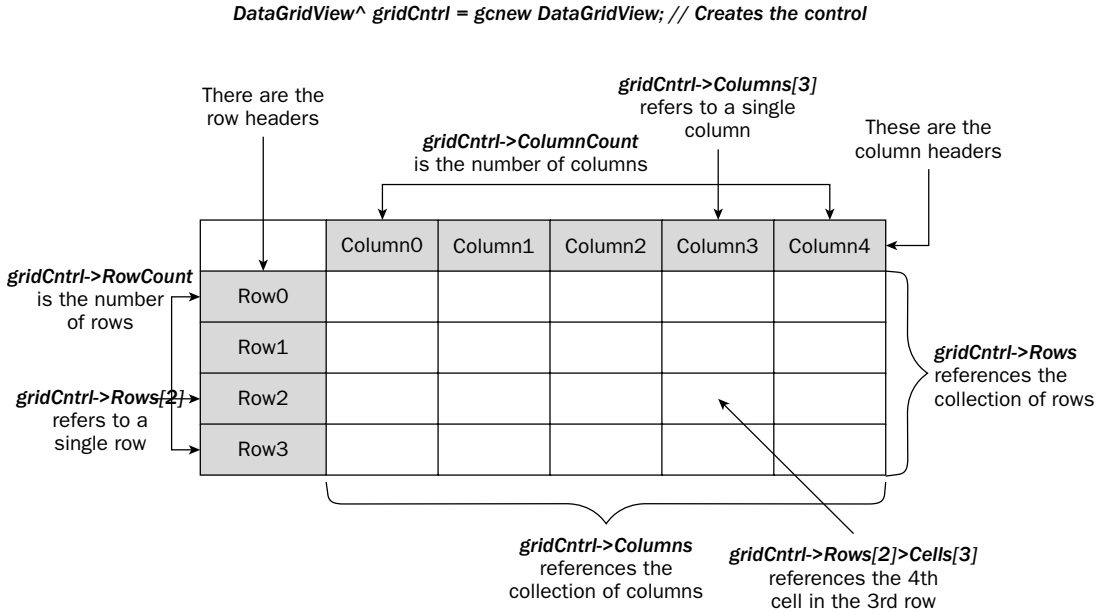 DataGridView^ gridCntrl = gcnew DataGridView; // Creates the control
There are the
row headers
gridCntrl->ColumnCount
is the number of columns
gridCntrl->Columns[3]
refers to a single
column
These are the
column headers
Column0 Column1 Column2 Column3 Column4
gridCntrl->RowCount
is the number
of rows
Row0
Row1
gridCntrl->Rows[2]
refers to a
single row
Row2
Row3
gridCntrl->Rows
references the
collection of rows
gridCntrl->Columns
references the
collection of columns
gridCntrl->Rows[2]>Cells[3]
references the 4th
cell in the 3rd row